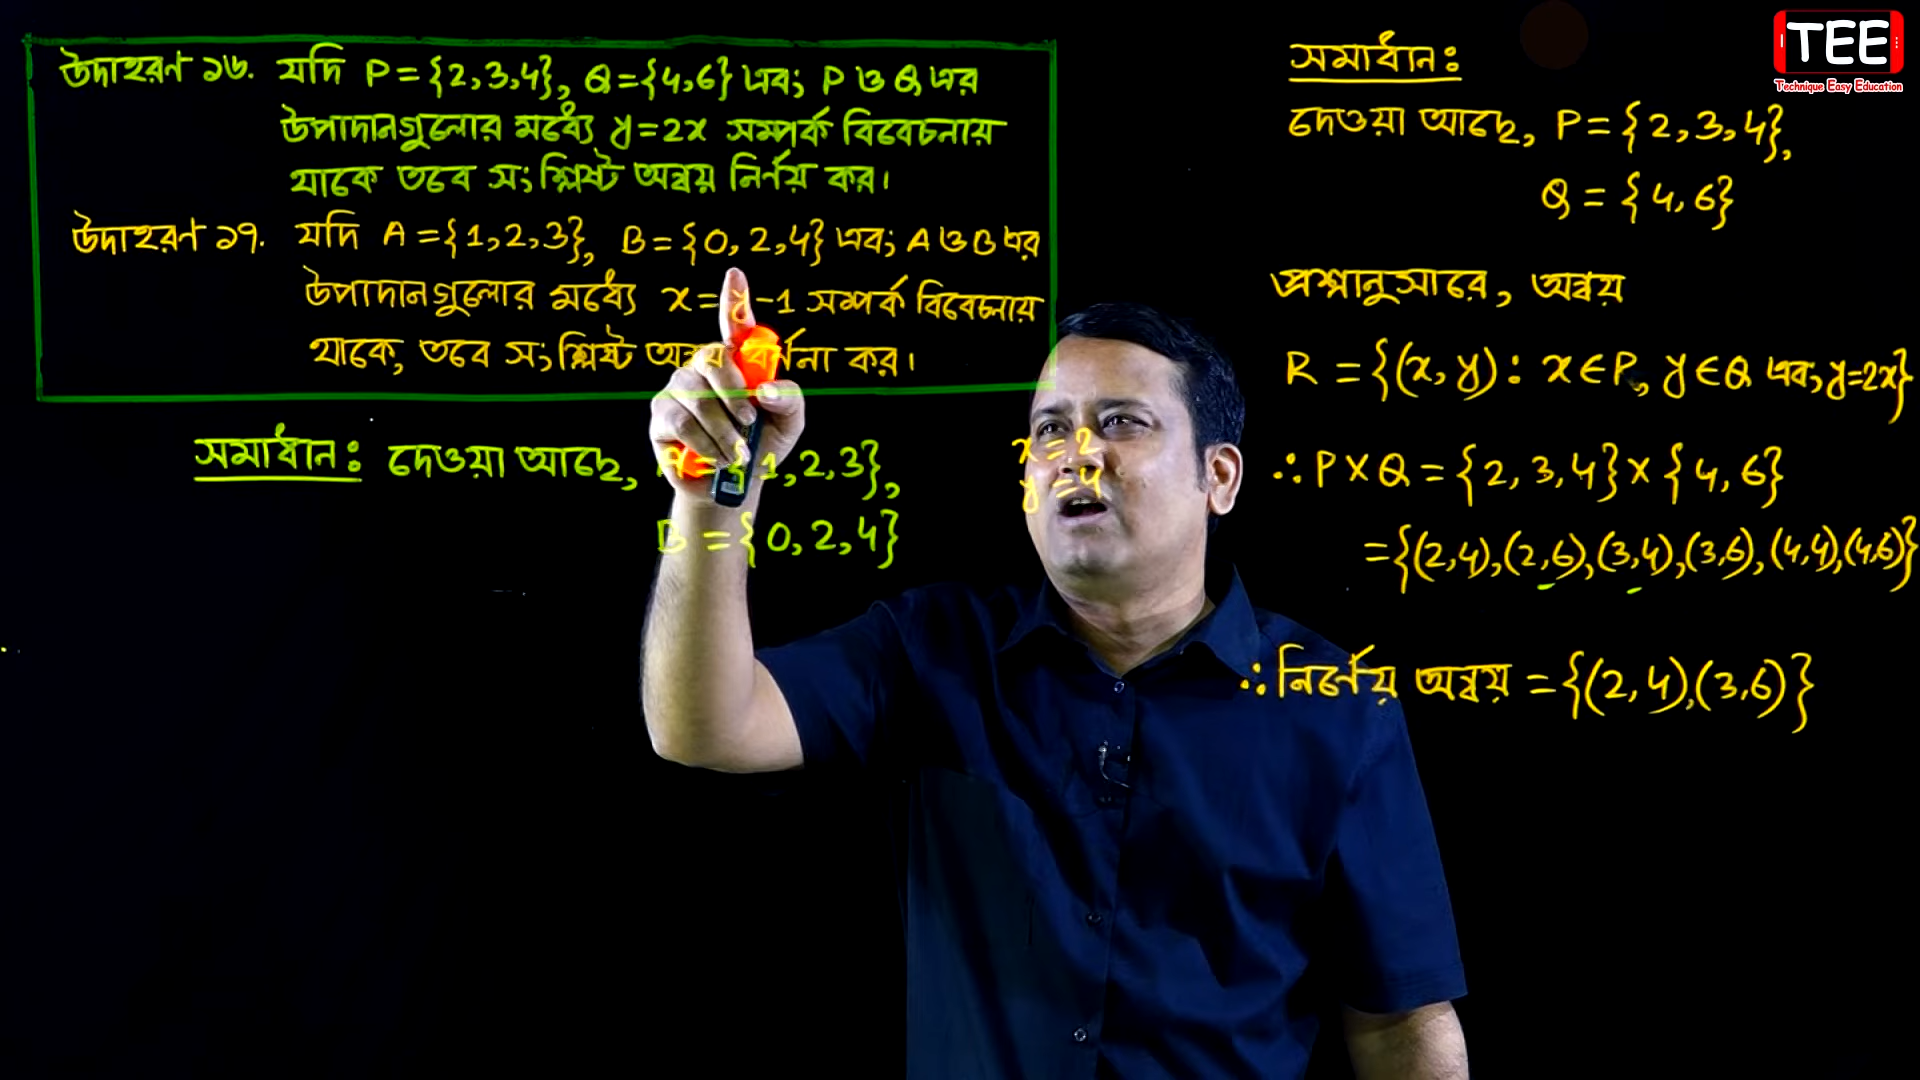 উদাহরণ ১৬. যদি P = {2,3,4}, Q = {4,6} এবং P ও Q এর
উপাদানগুলোর মধ্যে y = 2x সম্পর্ক বিবেচনায়
থাকে তবে সংশ্লিষ্ট অন্বয় নির্ণয় কর।
উদাহরণ ১৭. যদি A = {1,2,3}, B = {0,2,4} এবং A ও B এর
উপাদানগুলোর মধ্যে x = y-1 সম্পর্ক বিবেচনায়
থাকে, তবে সংশ্লিষ্ট অন্বয় বর্ণনা কর।
সমাধান: দেওয়া আছে, A = {1,2,3},
B = {0,2,4}
x = 2
y = 4
সমাধান:
দেওয়া আছে, P = {2,3,4},
Q = {4,6}
প্রশ্নানুসারে, অন্বয়
R = {(x, y) : x ∈ P, y ∈ Q এবং y=2x}
∴ P X Q = {2, 3, 4} x {4, 6}
= {(2,4),(2,6),(3,4),(3,6),(4,4),(4,6)}
∴ নির্ণেয় অন্বয় = {(2,4),(3,6)}
TEE
Technique Easy Education